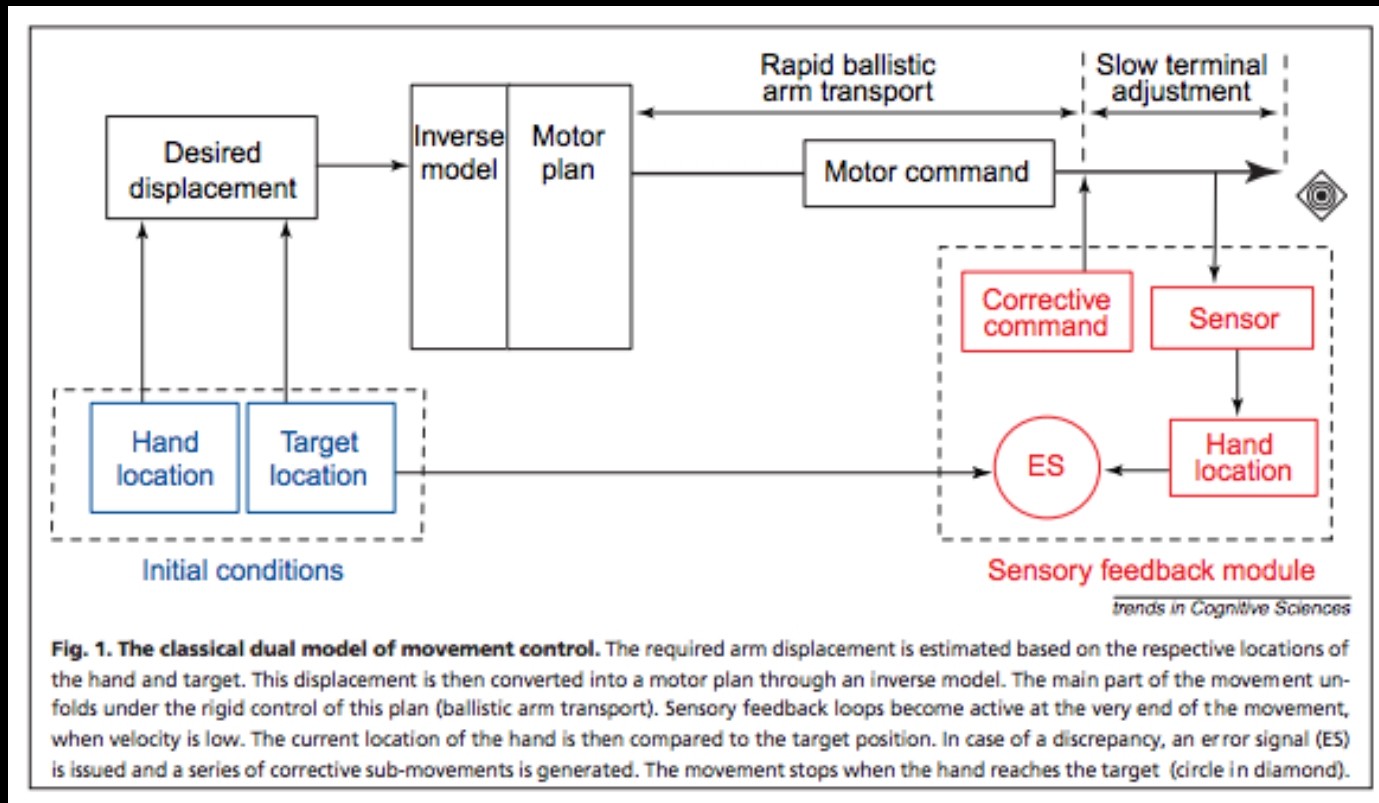 Rapid ballistic
arm transport
Slow terminal
adjustment
Desired
displacement
Inverse
model
Motor
plan
Motor command
Corrective
command
Sensor
Hand
location
Target
location
ES
Hand
location
Initial conditions
Sensory feedback module
trends in Cognitive Sciences
Fig. 1. The classical dual model of movement control. The required arm displacement is estimated based on the respective locations of
the hand and target. This displacement is then converted into a motor plan through an inverse model. The main part of the movement un-
folds under the rigid control of this plan (ballistic arm transport). Sensory feedback loops become active at the very end of the movement,
when velocity is low. The current location of the hand is then compared to the target position. In case of a discrepancy, an error signal (ES)
is issued and a series of corrective sub-movements is generated. The movement stops when the hand reaches the target (circle in diamond).